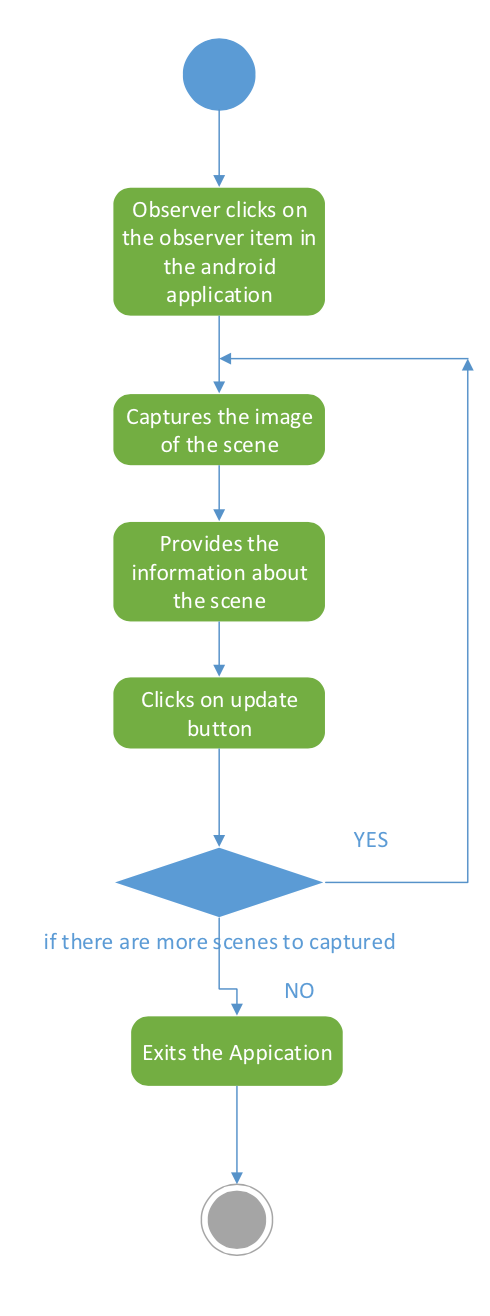 Observer clicks on
the observer item in
the android
application
Captures the image
of the scene
Provides the
information about
the scene
Clicks on update
button
YES
if there are more scenes to captured
NO
Exits the Appication